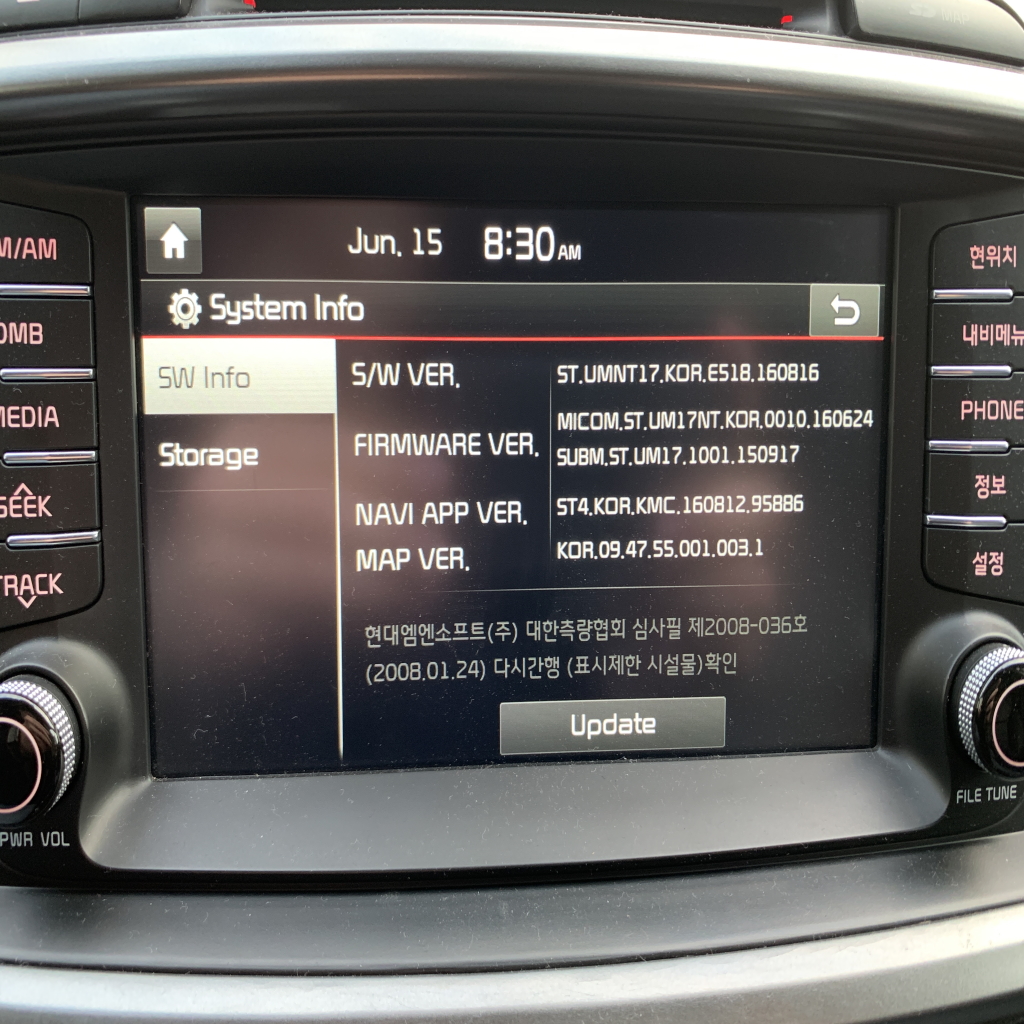 MAP
Jun. 15 8:30 AM
System Info
SW Info
Storage
S/W VER. ST.UMNT17.KOR.E518.160816
FIRMWARE VER. MICOM.ST.UM17NT.KOR.0010.160624
SUBM.ST.UM17.1001.150917
NAVI APP VER. ST4.KOR.KMC.160812.95886
MAP VER. KOR.09.47.55.001.003.1
현대엠엔소프트(주) 대한측량협회 심사필 제2008-036호
(2008.01.24) 다시간행 (표시제한 시설물)확인
Update
M/AM
DMB
MEDIA
SEEK
TRACK
PWR VOL
현위치
내비메뉴
PHONE
정보
설정
FILE TUNE